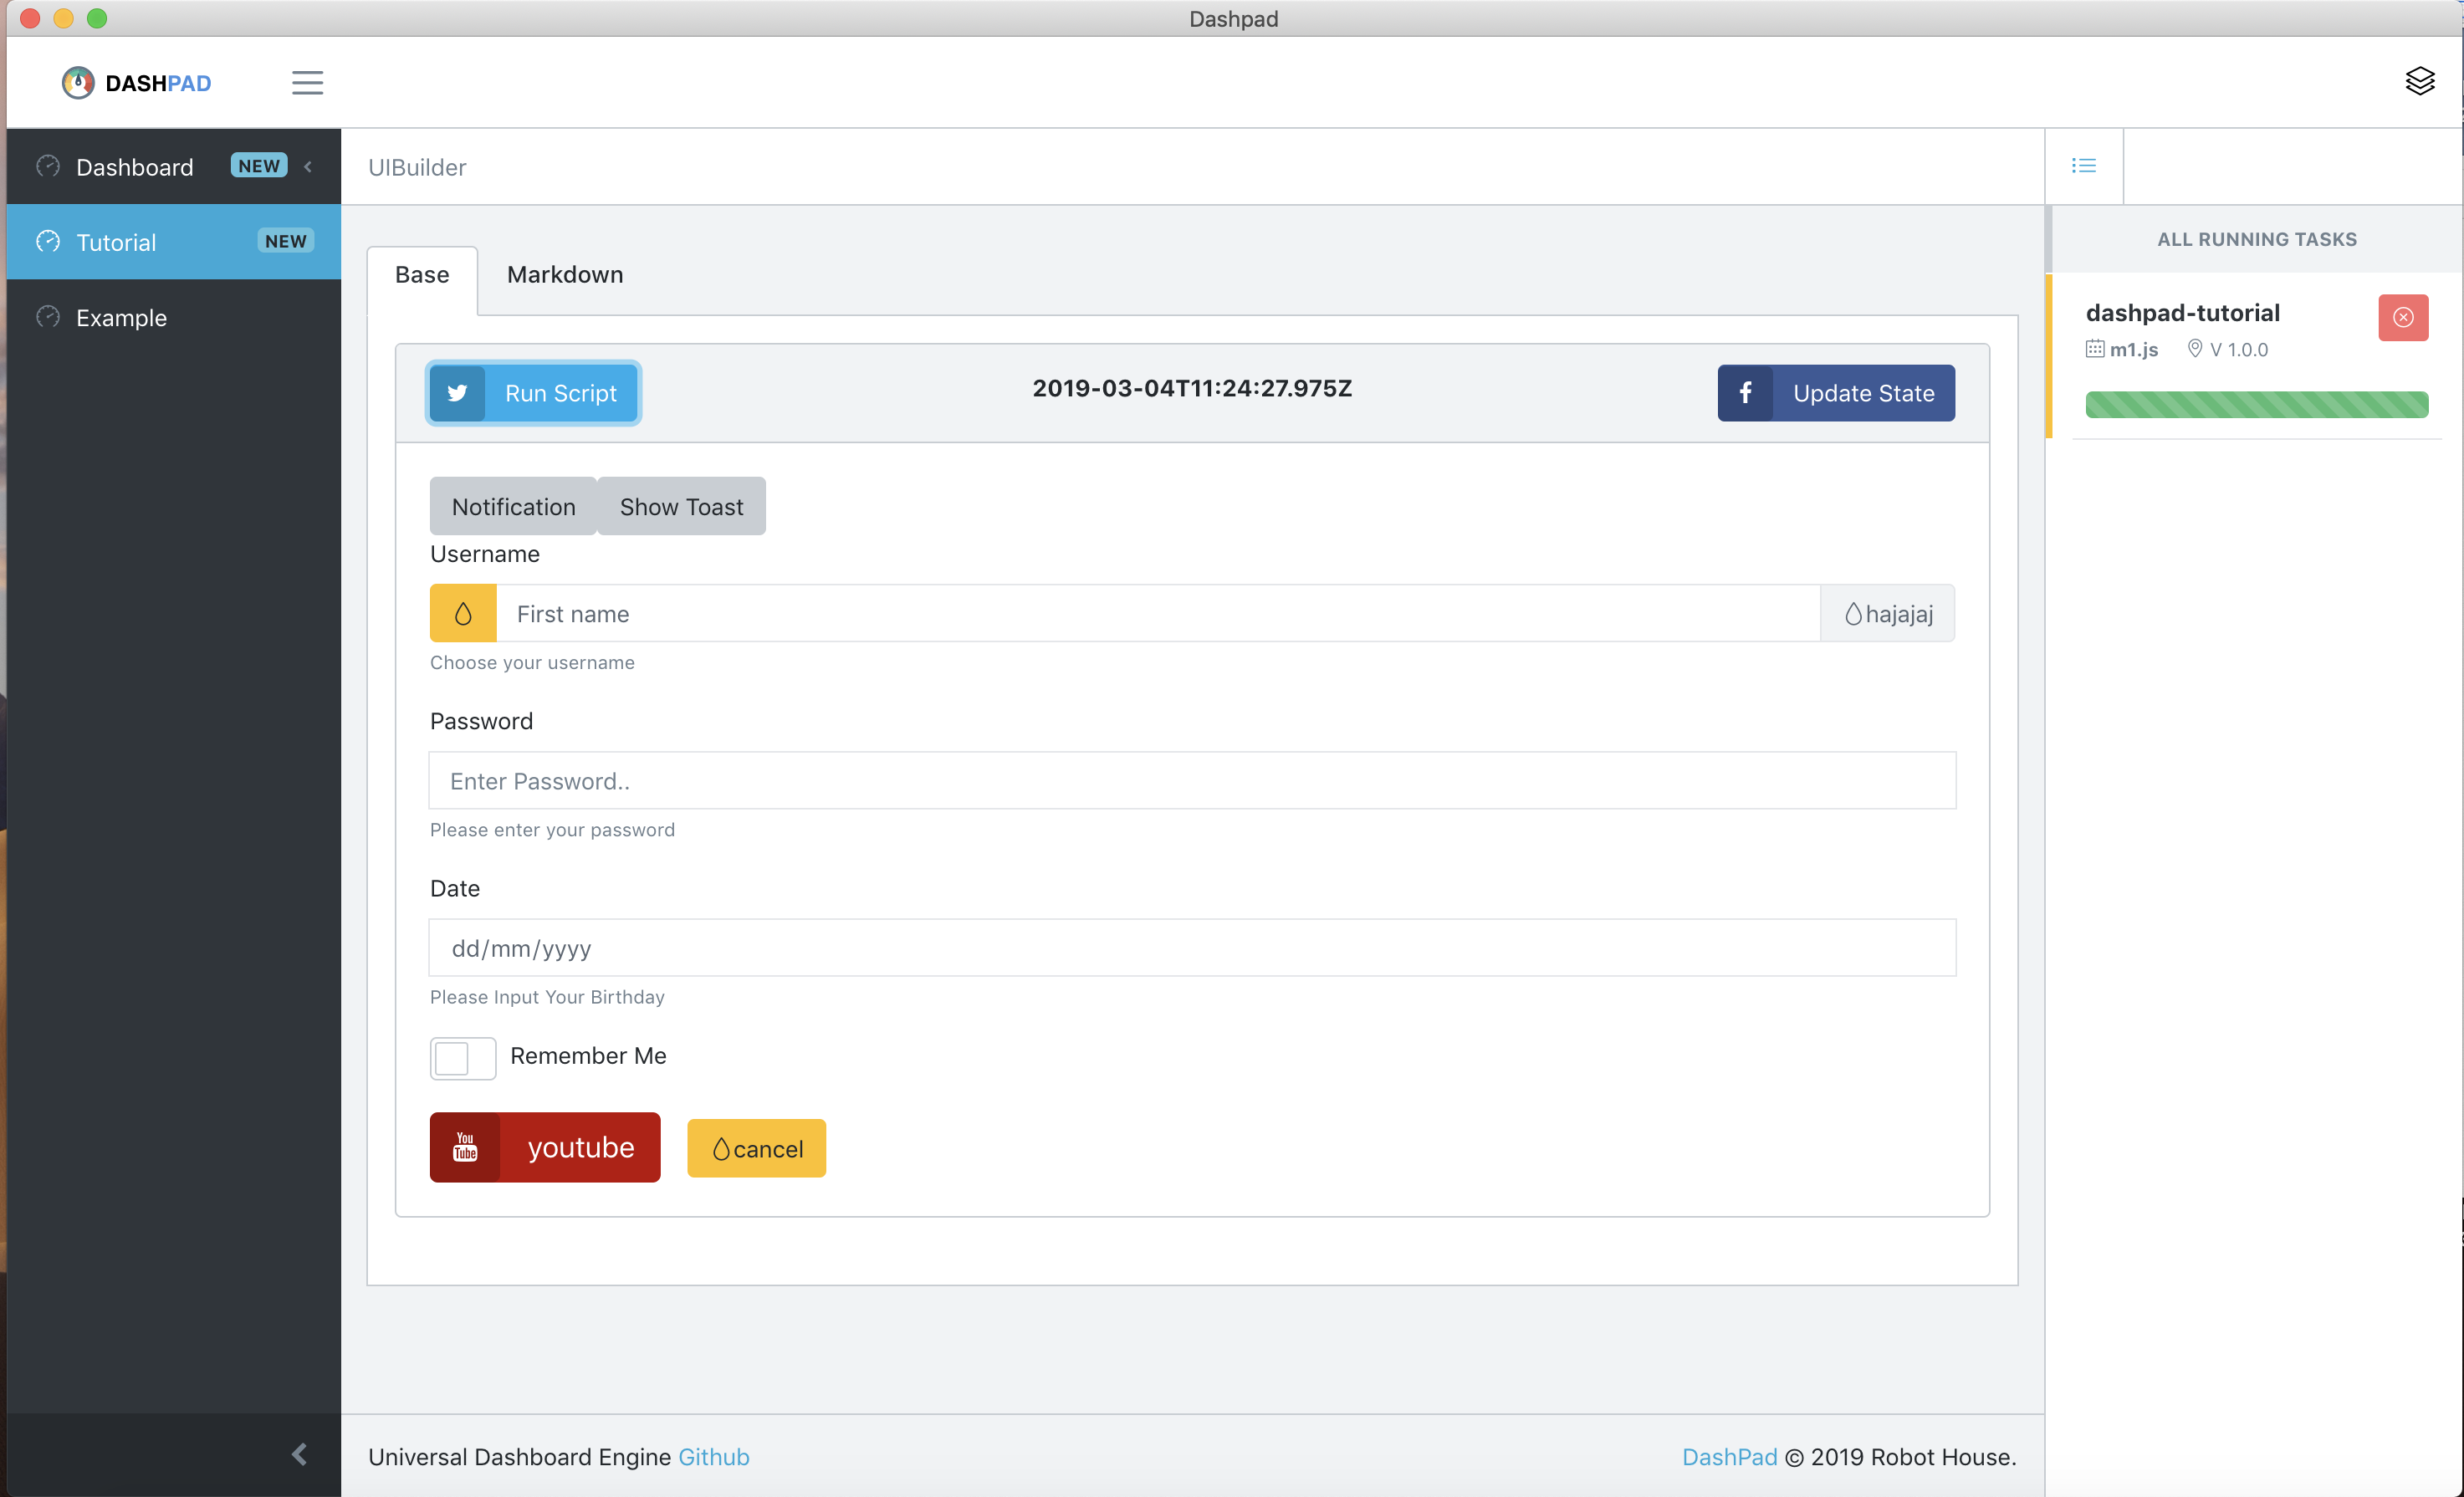 Dashpad
DASHPAD
Dashboard NEW
Tutorial NEW
Example
UIBuilder
Base Markdown
Run Script
2019-03-04T11:24:27.975Z
Update State
Notification Show Toast
Username
First name hajajaj
Choose your username
Password
Enter Password..
Please enter your password
Date
dd/mm/yyyy
Please Input Your Birthday
Remember Me
You Tube youtube cancel
ALL RUNNING TASKS
dashpad-tutorial
m1.js V 1.0.0
Universal Dashboard Engine Github
DashPad © 2019 Robot House.